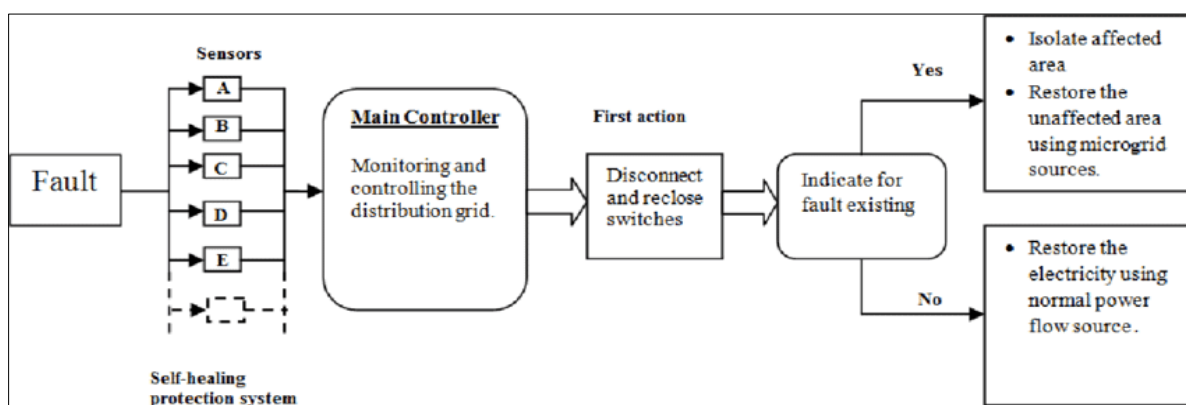 Fault
Sensors
A
B
C
D
E
Self-healing
protection system
Main Controller
Monitoring and
controlling the
distribution grid.
First action
Disconnect
and reclose
switches
Indicate for
fault existing
Yes
• Isolate affected
area
• Restore the
unaffected area
using microgrid
sources.
No
• Restore the
electricity using
normal power
flow source.